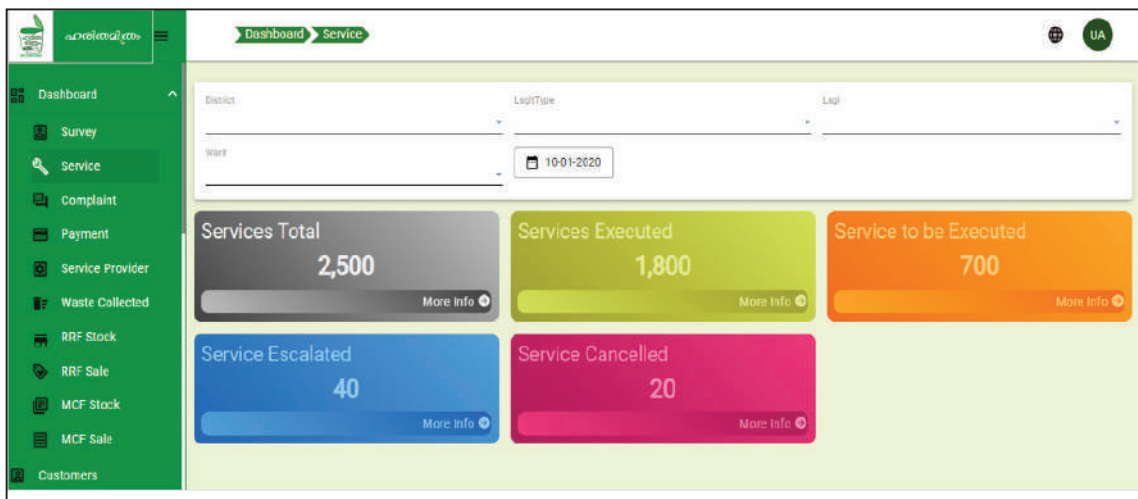 ഹരിതമിത്രം
Dashboard
Service
UA
Dashboard
Survey
Service
Complaint
Payment
Service Provider
Waste Collected
RRF Stock
RRF Sale
MCF Stock
MCF Sale
Customers
District
LsgitType
Lsgi
Ward
10-01-2020
Services Total
2,500
More Info
Services Executed
1,800
More Info
Service to be Executed
700
More Info
Service Escalated
40
More Info
Service Cancelled
20
More Info